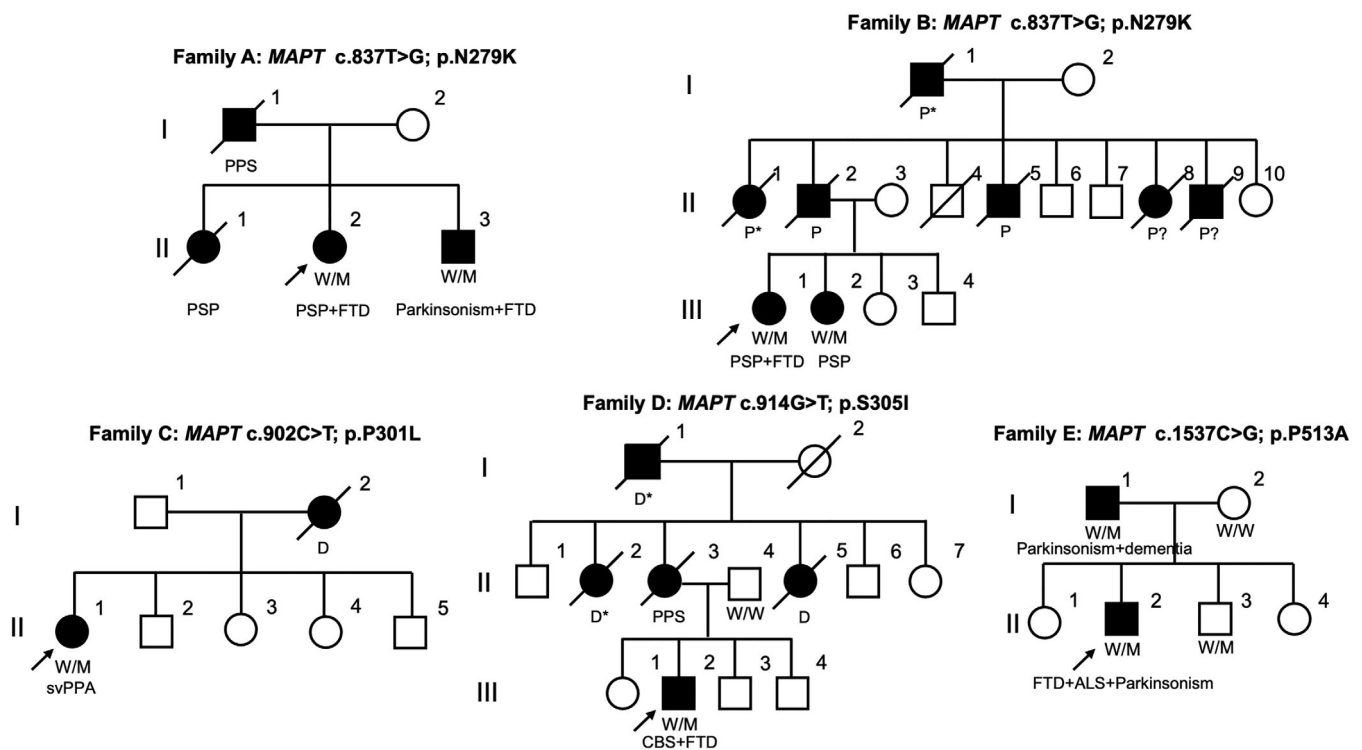 Family A: MAPT c.837T>G; p.N279K
1 2
I
PPS
1 2 3
II
W/M W/M
PSP PSP+FTD Parkinsonism+FTD
Family B: MAPT c.837T>G; p.N279K
1 2
I
P*
1 2 3 4 5 6 7 8 9 10
II
P* P P P? P?
1 2 3 4
III
W/M W/M
PSP+FTD PSP
Family C: MAPT c.902C>T; p.P301L
1 2
I
D
1 2 3 4 5
II
W/M
svPPA
Family D: MAPT c.914G>T; p.S305I
1 2
I
D*
1 2 3 4 5 6 7
II
D* PPS W/W D
1 2 3 4
III
W/M
CBS+FTD
Family E: MAPT c.1537C>G; p.P513A
1 2
I
W/M W/W
Parkinsonism+dementia
1 2 3 4
II
W/M W/M
FTD+ALS+Parkinsonism